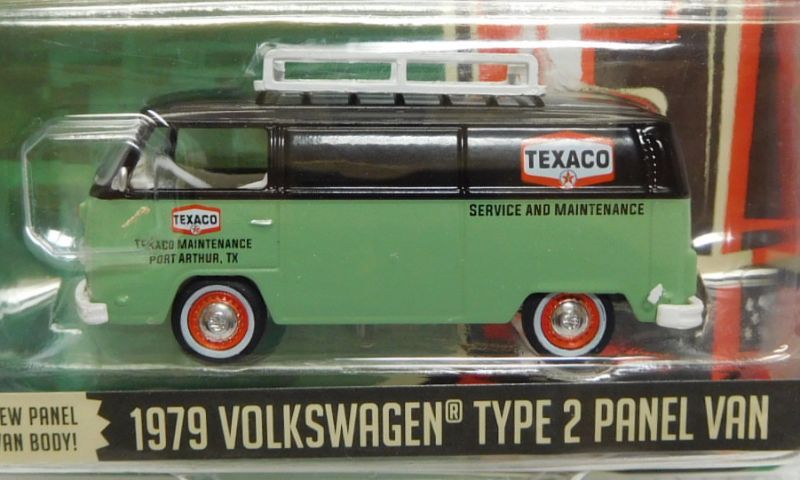 TEXACO
SERVICE AND MAINTENANCE
TEXACO
TEXACO MAINTENANCE
PORT ARTHUR, TX
EW PANEL
VAN BODY!
1979 VOLKSWAGEN® TYPE 2 PANEL VAN